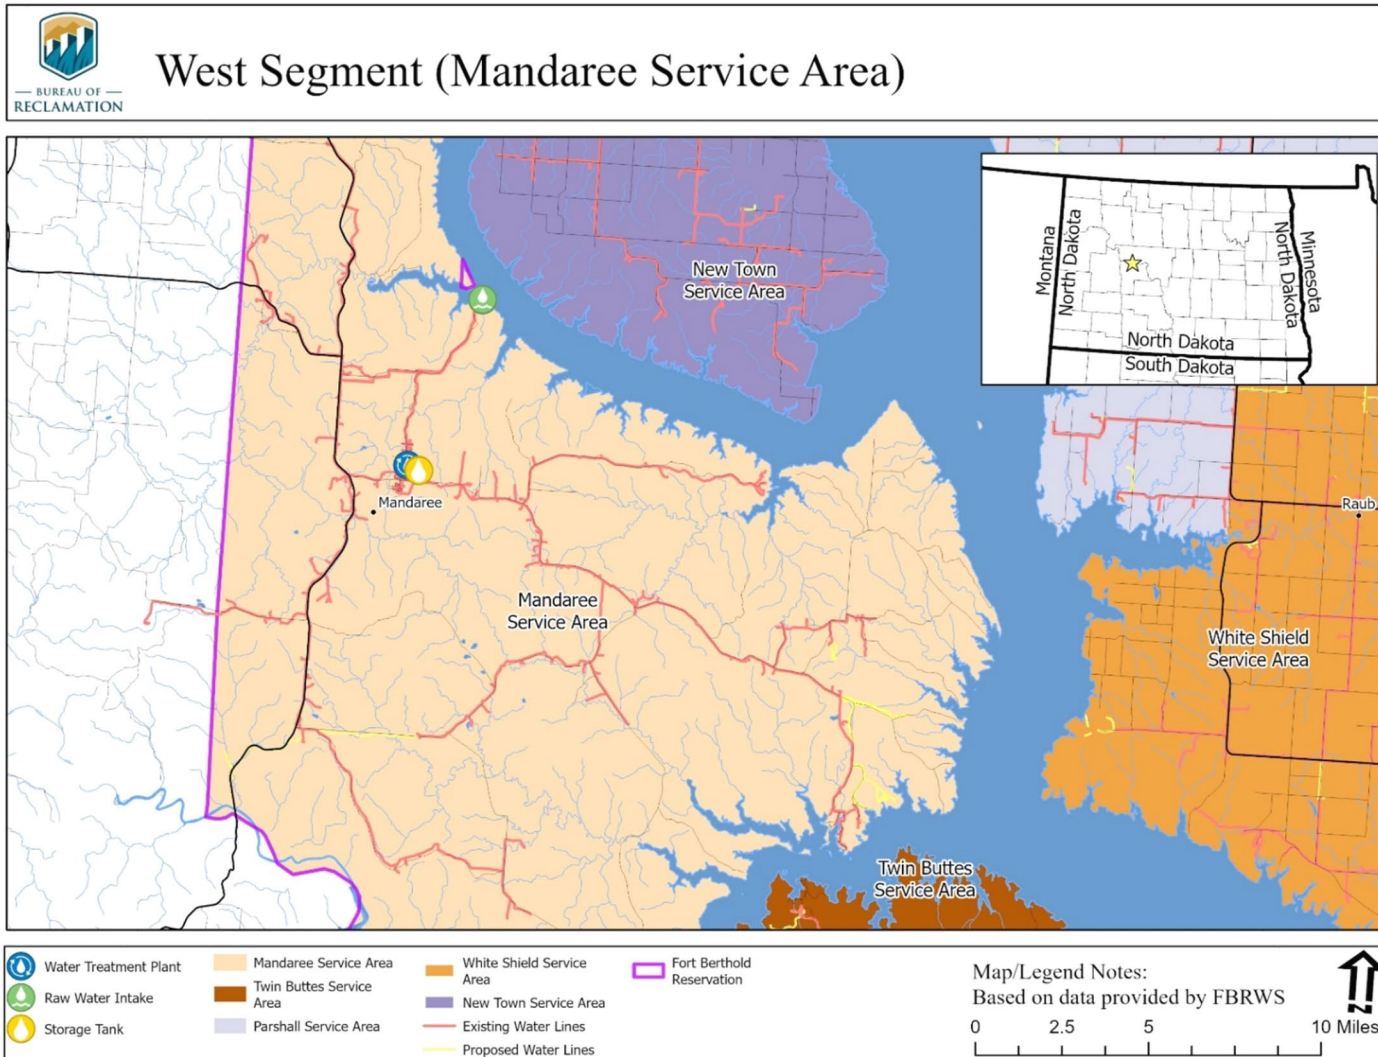 BUREAU OF
RECLAMATION
West Segment (Mandaree Service Area)
New Town
Service Area
Montana
North Dakota
North Dakota
Minnesota
North Dakota
South Dakota
Mandaree
Raub
Mandaree
Service Area
White Shield
Service Area
Twin Buttes
Service Area
Water Treatment Plant
Raw Water Intake
Storage Tank
Mandaree Service Area
Twin Buttes Service
Area
Parshall Service Area
White Shield Service
Area
New Town Service Area
Existing Water Lines
Proposed Water Lines
Fort Berthold
Reservation
Map/Legend Notes:
Based on data provided by FBRWS
0 2.5 5 10 Miles
N